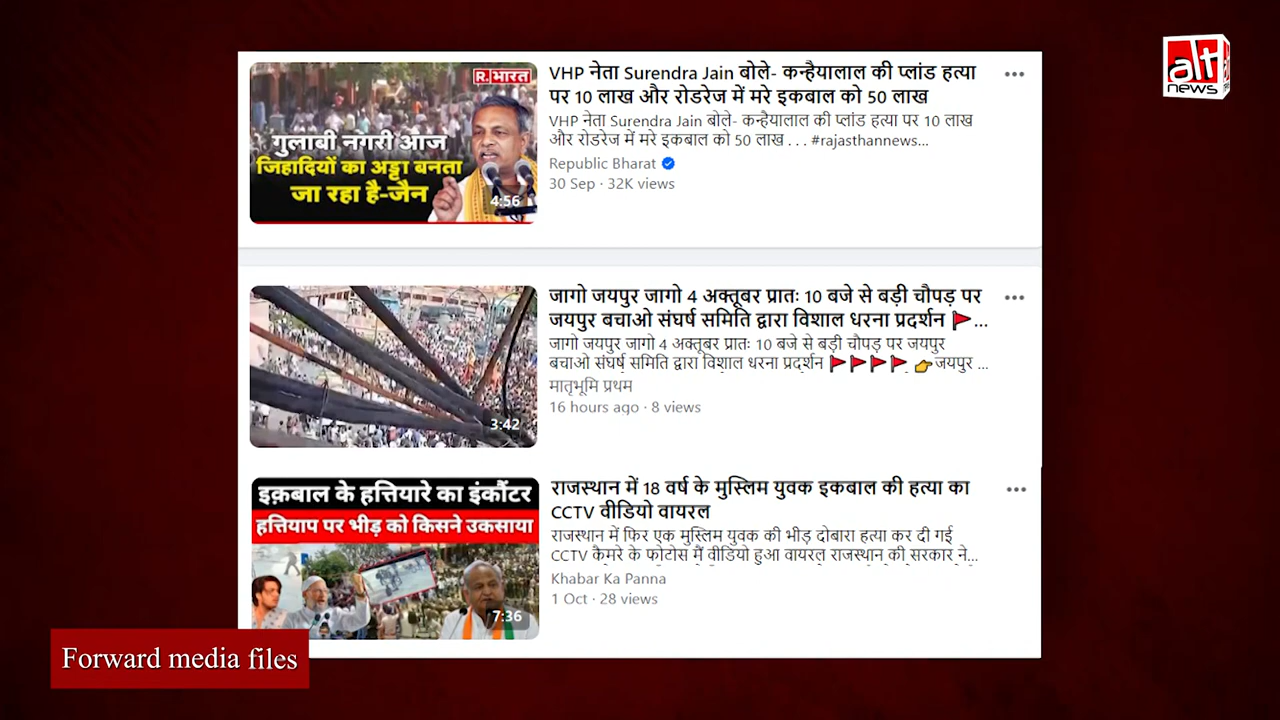 alt
news
R.भारत
गुलाबी नगरी आज
जिहादियों का अड्डा बनता
जा रहा है-जैन
4:56
VHP नेता Surendra Jain बोले- कन्हैयालाल की प्लांड हत्या
पर 10 लाख और रोडरेज में मरे इकबाल को 50 लाख
VHP नेता Surendra Jain बोले- कन्हैयालाल की प्लांड हत्या पर 10 लाख
और रोडरेज में मरे इकबाल को 50 लाख . . . #rajasthannews...
Republic Bharat
30 Sep · 32K views
3:42
जागो जयपुर जागो 4 अक्तूबर प्रातः 10 बजे से बड़ी चौपड़ पर
जयपुर बचाओ संघर्ष समिति द्वारा विशाल धरना प्रदर्शन 🚩...
जागो जयपुर जागो 4 अक्तूबर प्रातः 10 बजे से बड़ी चौपड़ पर जयपुर
बचाओ संघर्ष समिति द्वारा विशाल धरना प्रदर्शन 🚩🚩🚩🚩 👉जयपुर ...
मातृभूमि प्रथम
16 hours ago · 8 views
इक़बाल के हत्तियारे का इंकौंटर
हत्तियाप पर भीड़ को किसने उकसाया
7:36
राजस्थान में 18 वर्ष के मुस्लिम युवक इकबाल की हत्या का
CCTV वीडियो वायरल
राजस्थान में फिर एक मुस्लिम युवक की भीड़ दोबारा हत्या कर दी गई
CCTV कैमरे के फोटोस मैं वीडियो हुआ वायरल राजस्थान की सरकार ने...
Khabar Ka Panna
1 Oct · 28 views
Forward media files